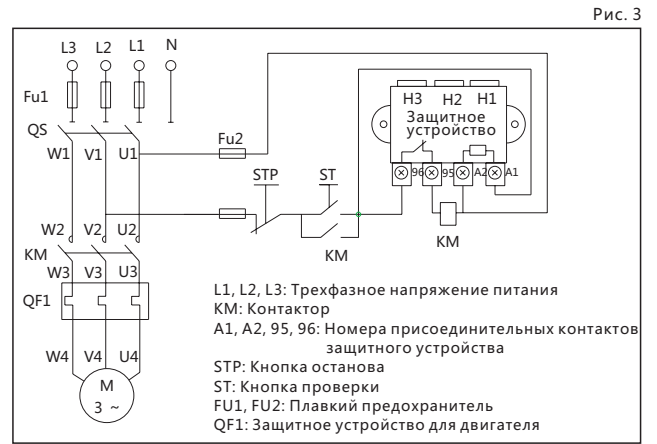 Рис. 3
L3 L2 L1 N
Fu1
H3 H2 H1
Защитное
устройство
QS
Fu2
W1 V1 U1
STP ST
96 95 A2 A1
W2 V2 U2
KM
KM
KM
W3 V3 U3
QF1
W4 V4 U4
M
3 ~
L1, L2, L3: Трехфазное напряжение питания
КМ: Контактор
A1, A2, 95, 96: Номера присоединительных контактов
защитного устройства
STP: Кнопка останова
ST: Кнопка проверки
FU1, FU2: Плавкий предохранитель
QF1: Защитное устройство для двигателя